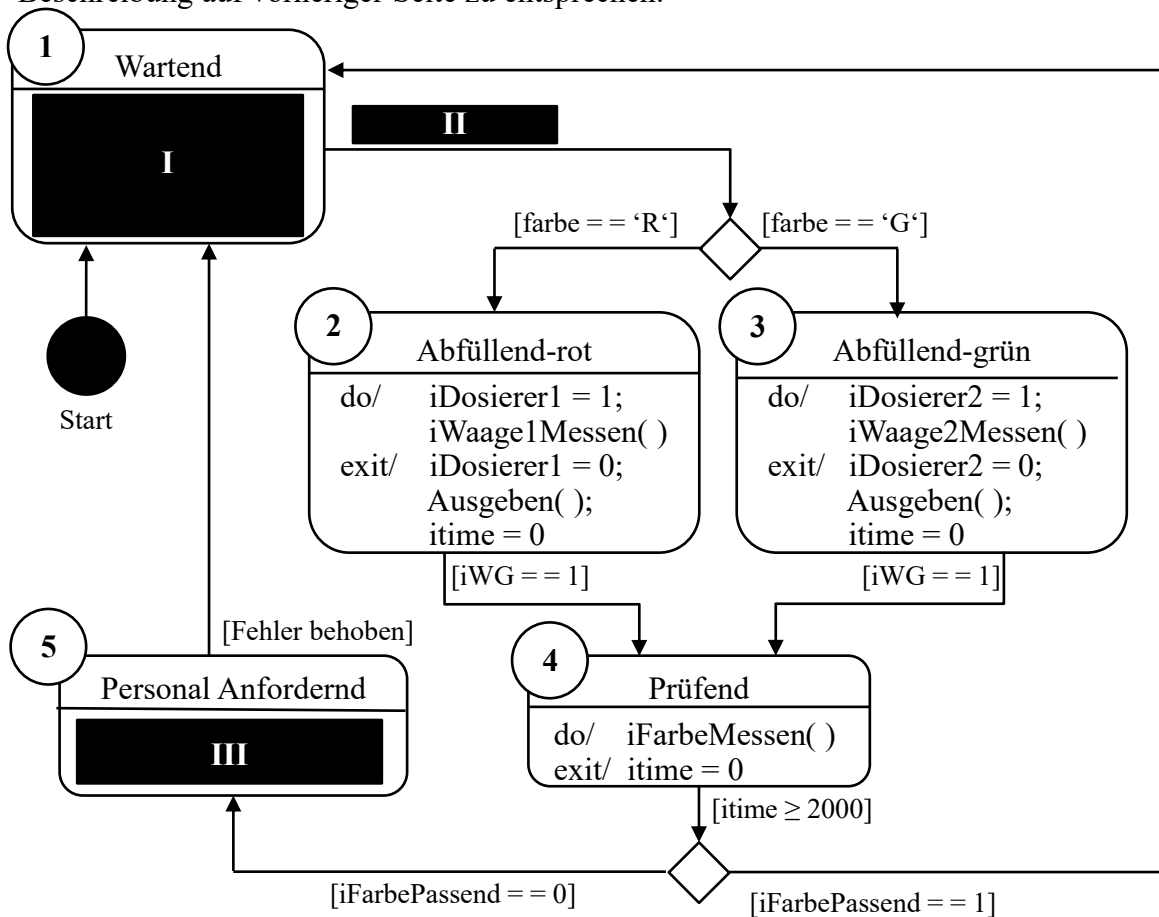 Beschreibung auf vorheriger Seite zu entsprechen.
1
Wartend
I
II
[farbe = = ‘R‘]
[farbe = = ‘G‘]
Start
2
Abfüllend-rot
do/ iDosierer1 = 1;
iWaage1Messen( )
exit/ iDosierer1 = 0;
Ausgeben( );
itime = 0
3
Abfüllend-grün
do/ iDosierer2 = 1;
iWaage2Messen( )
exit/ iDosierer2 = 0;
Ausgeben( );
itime = 0
[iWG = = 1]
[iWG = = 1]
[Fehler behoben]
5
Personal Anfordernd
III
4
Prüfend
do/ iFarbeMessen( )
exit/ itime = 0
[itime ≥ 2000]
[iFarbePassend = = 0]
[iFarbePassend = = 1]